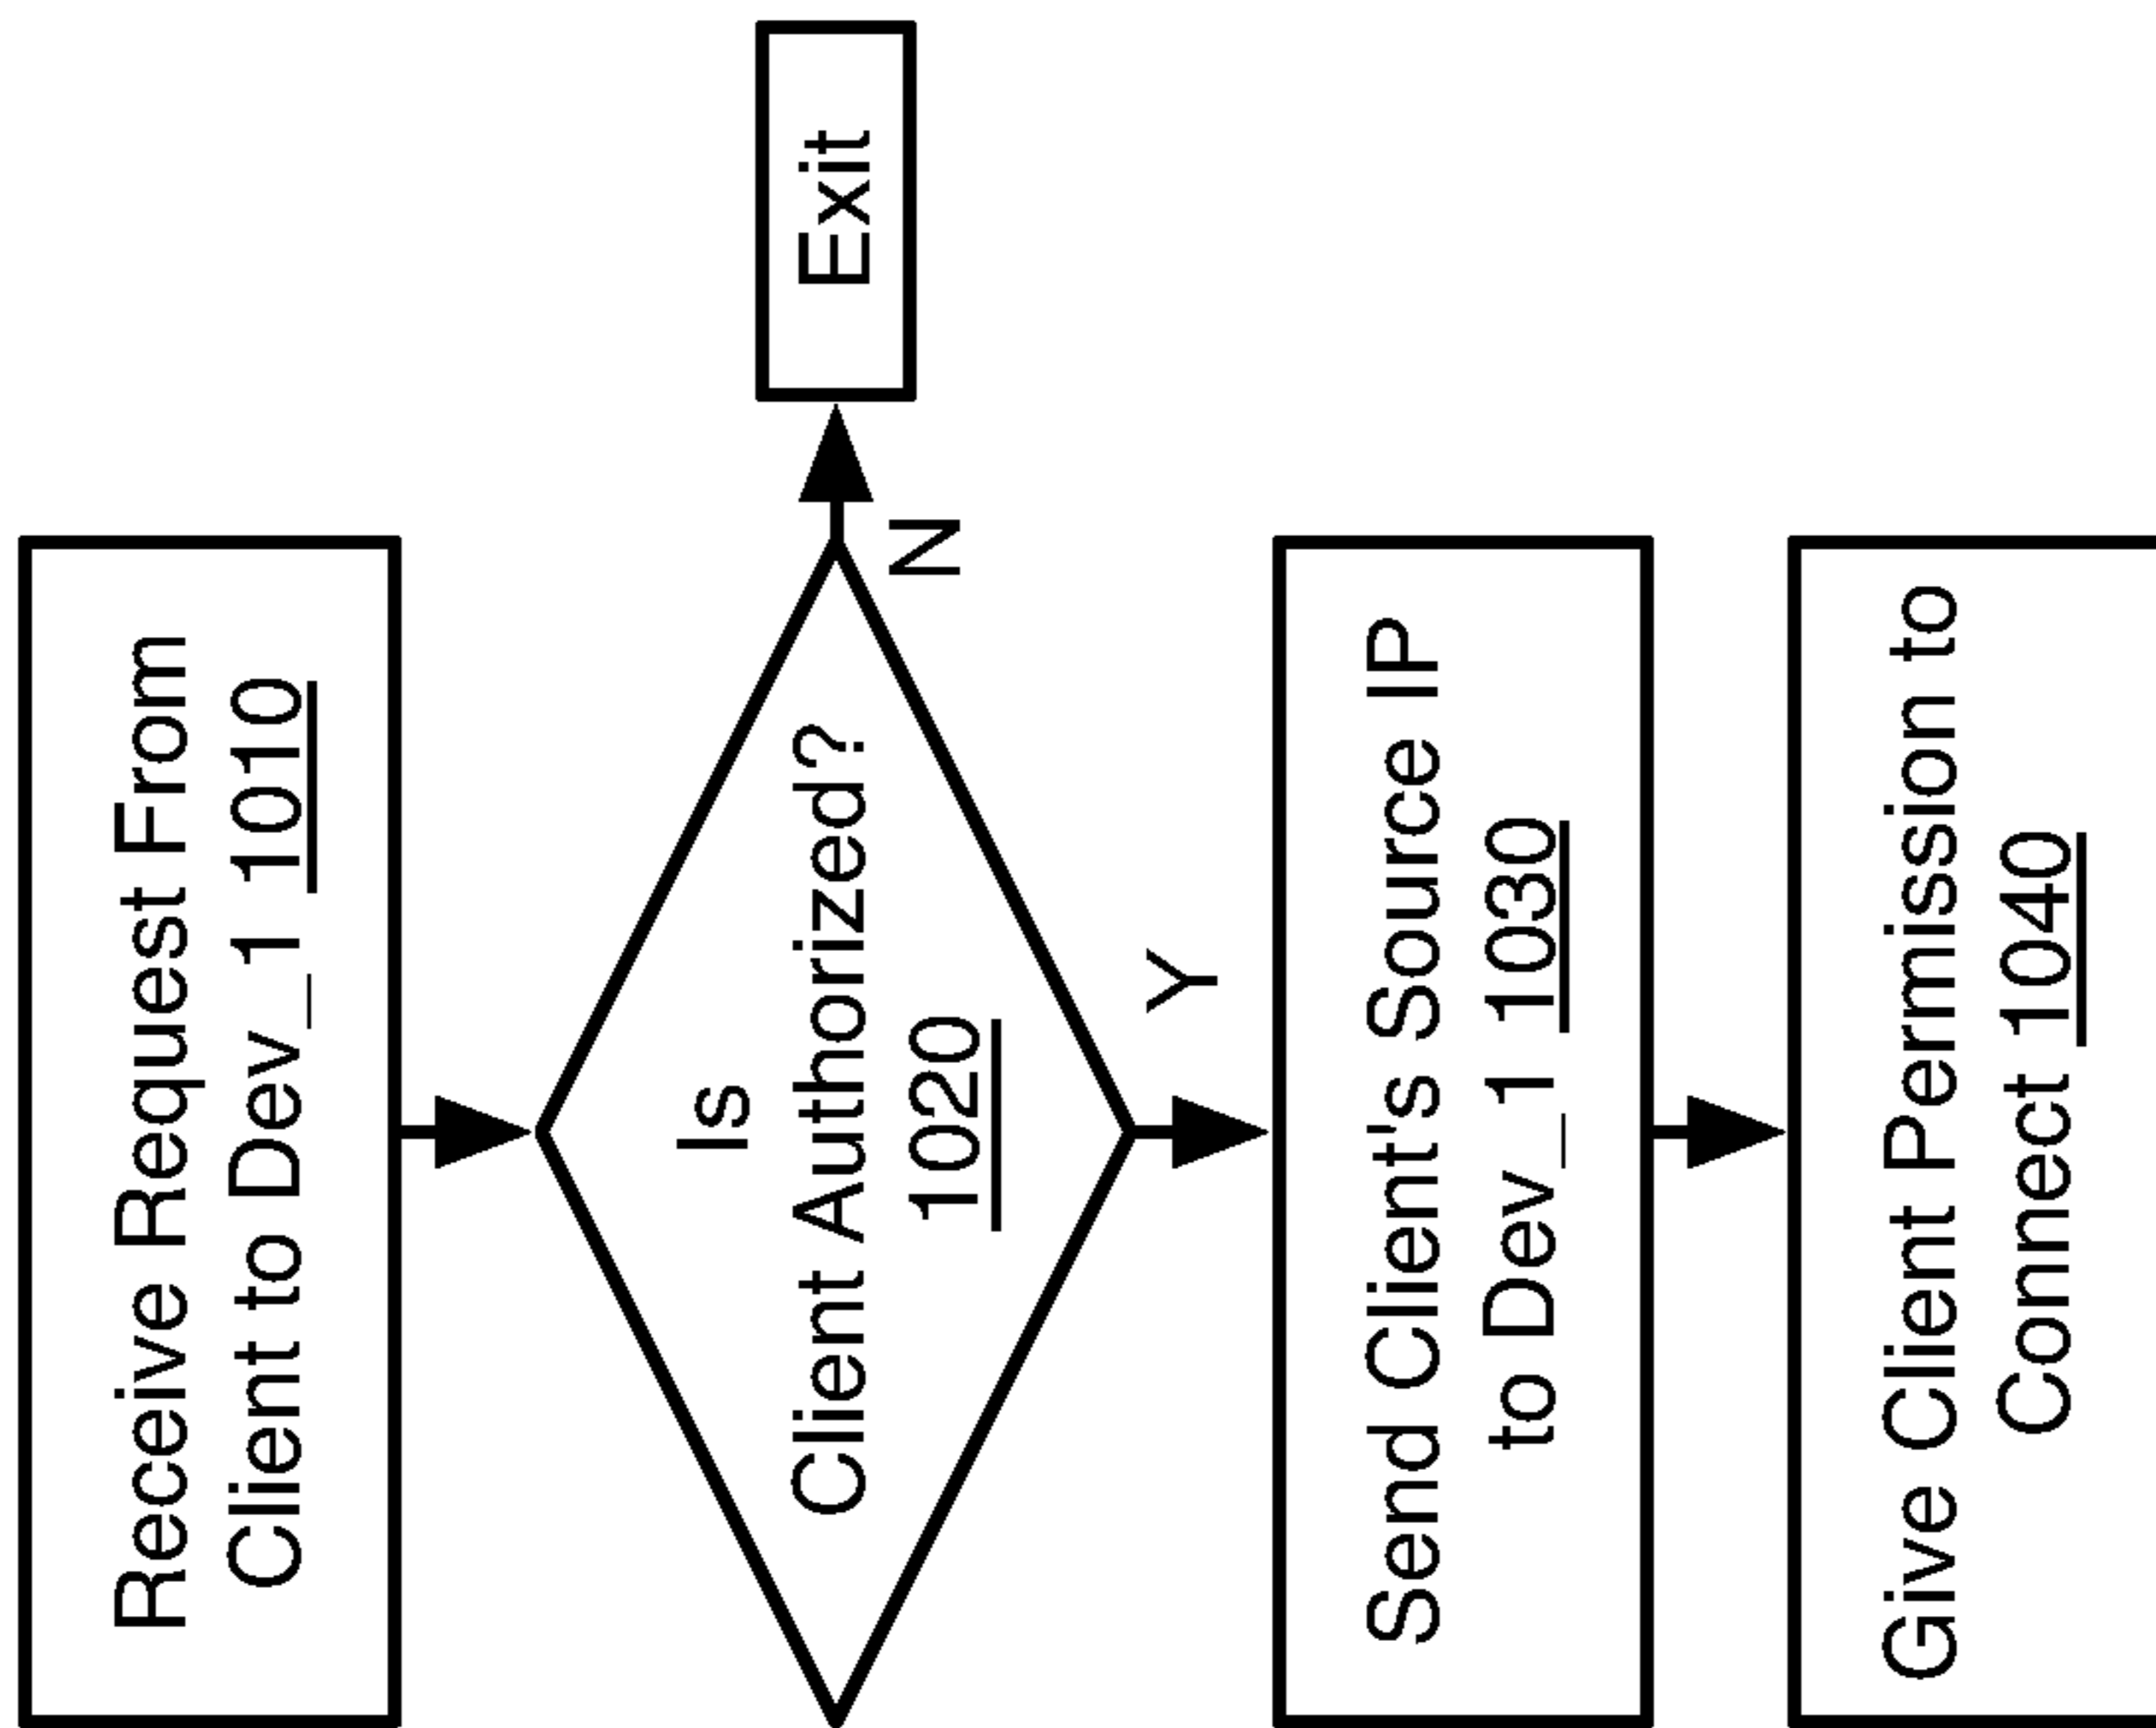 Receive Request From
Client to Dev_1 1010
Is
Client Authorized?
1020
N
Exit
Y
Send Client's Source IP
to Dev_1 1030
Give Client Permission to
Connect 1040